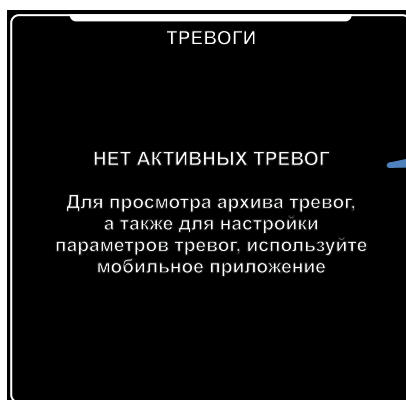 ТРЕВОГИ
НЕТ АКТИВНЫХ ТРЕВОГ
Для просмотра архива тревог,
а также для настройки
параметров тревог, используйте
мобильное приложение